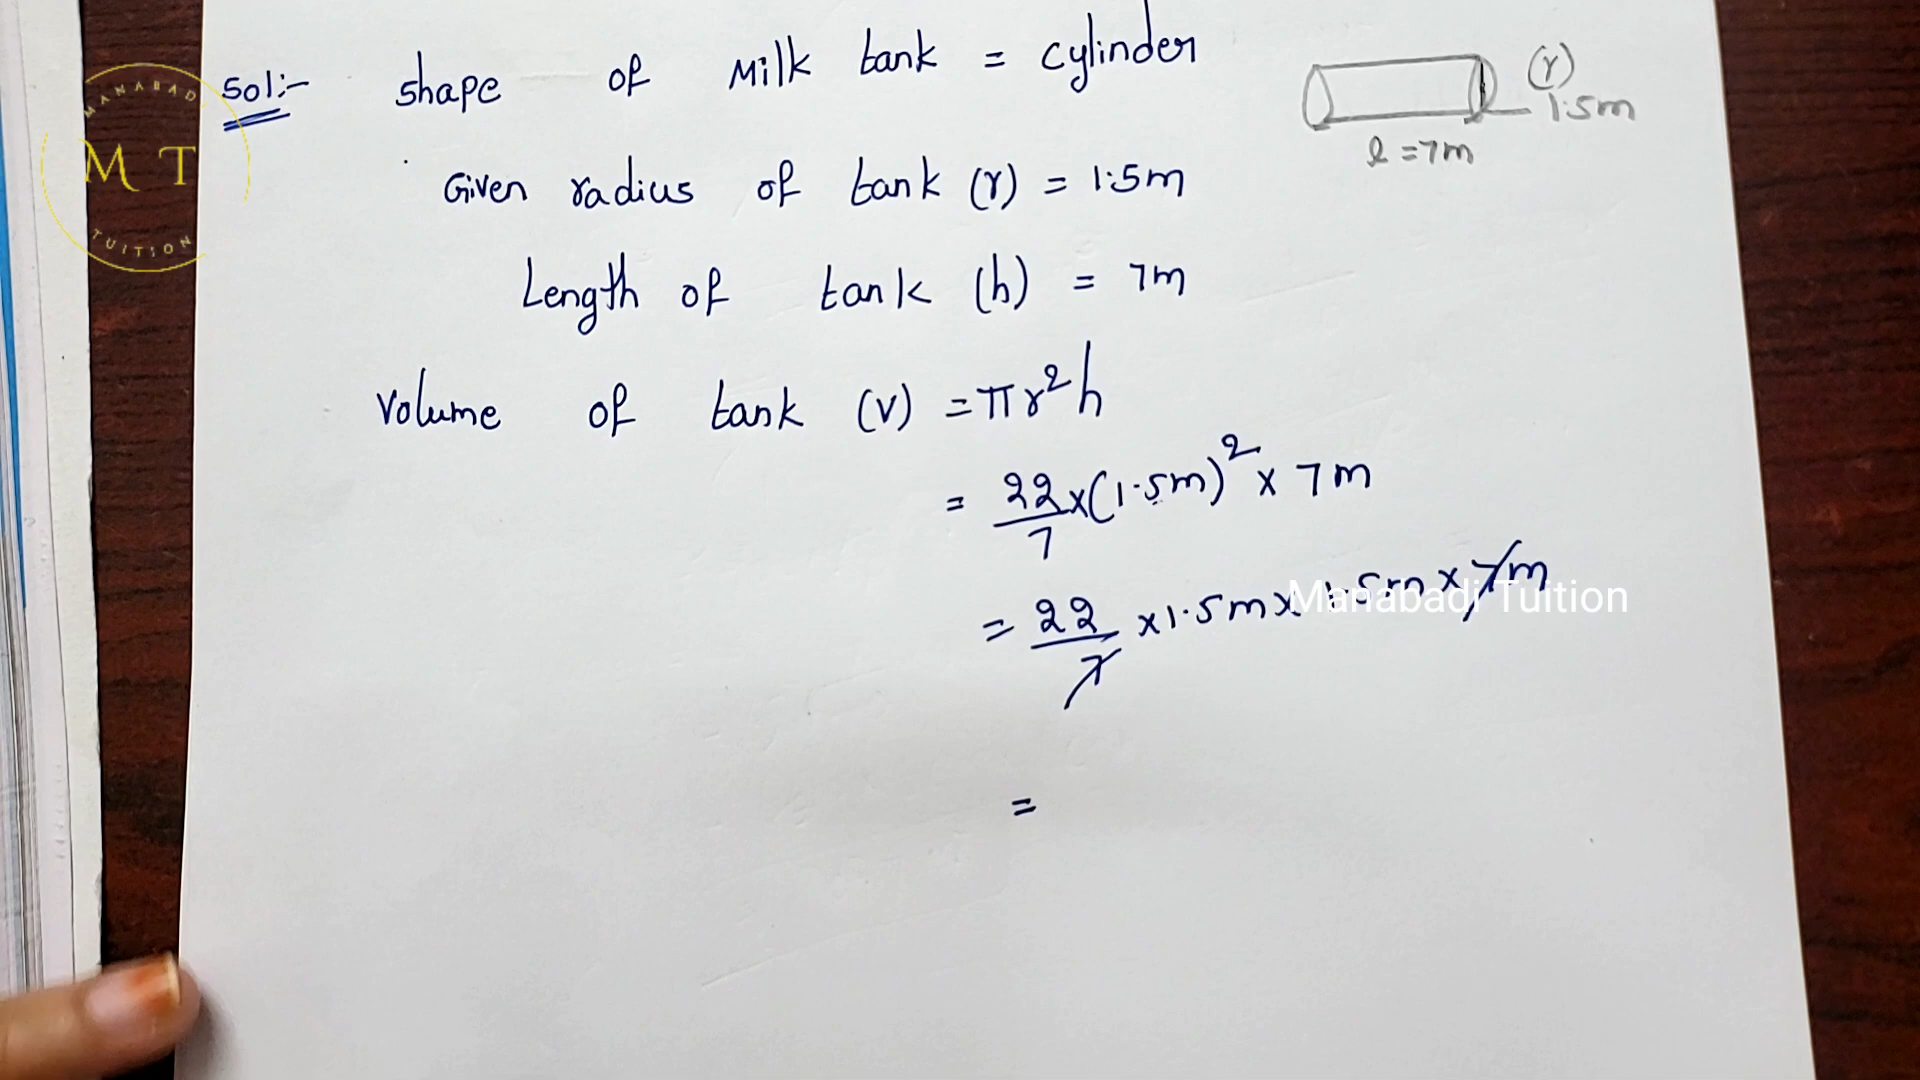 Sol:- shape of Milk tank = cylinder
(r)
1.5m
l = 7m
Given radius of tank (r) = 1.5m
Length of tank (h) = 7m
Volume of tank (v) = πr²h
= 22/7 x (1.5m)² x 7m
= 22/7 x 1.5m x 1.5m x 7m
=
MANABADI
M T
TUITION
Manabadi Tuition